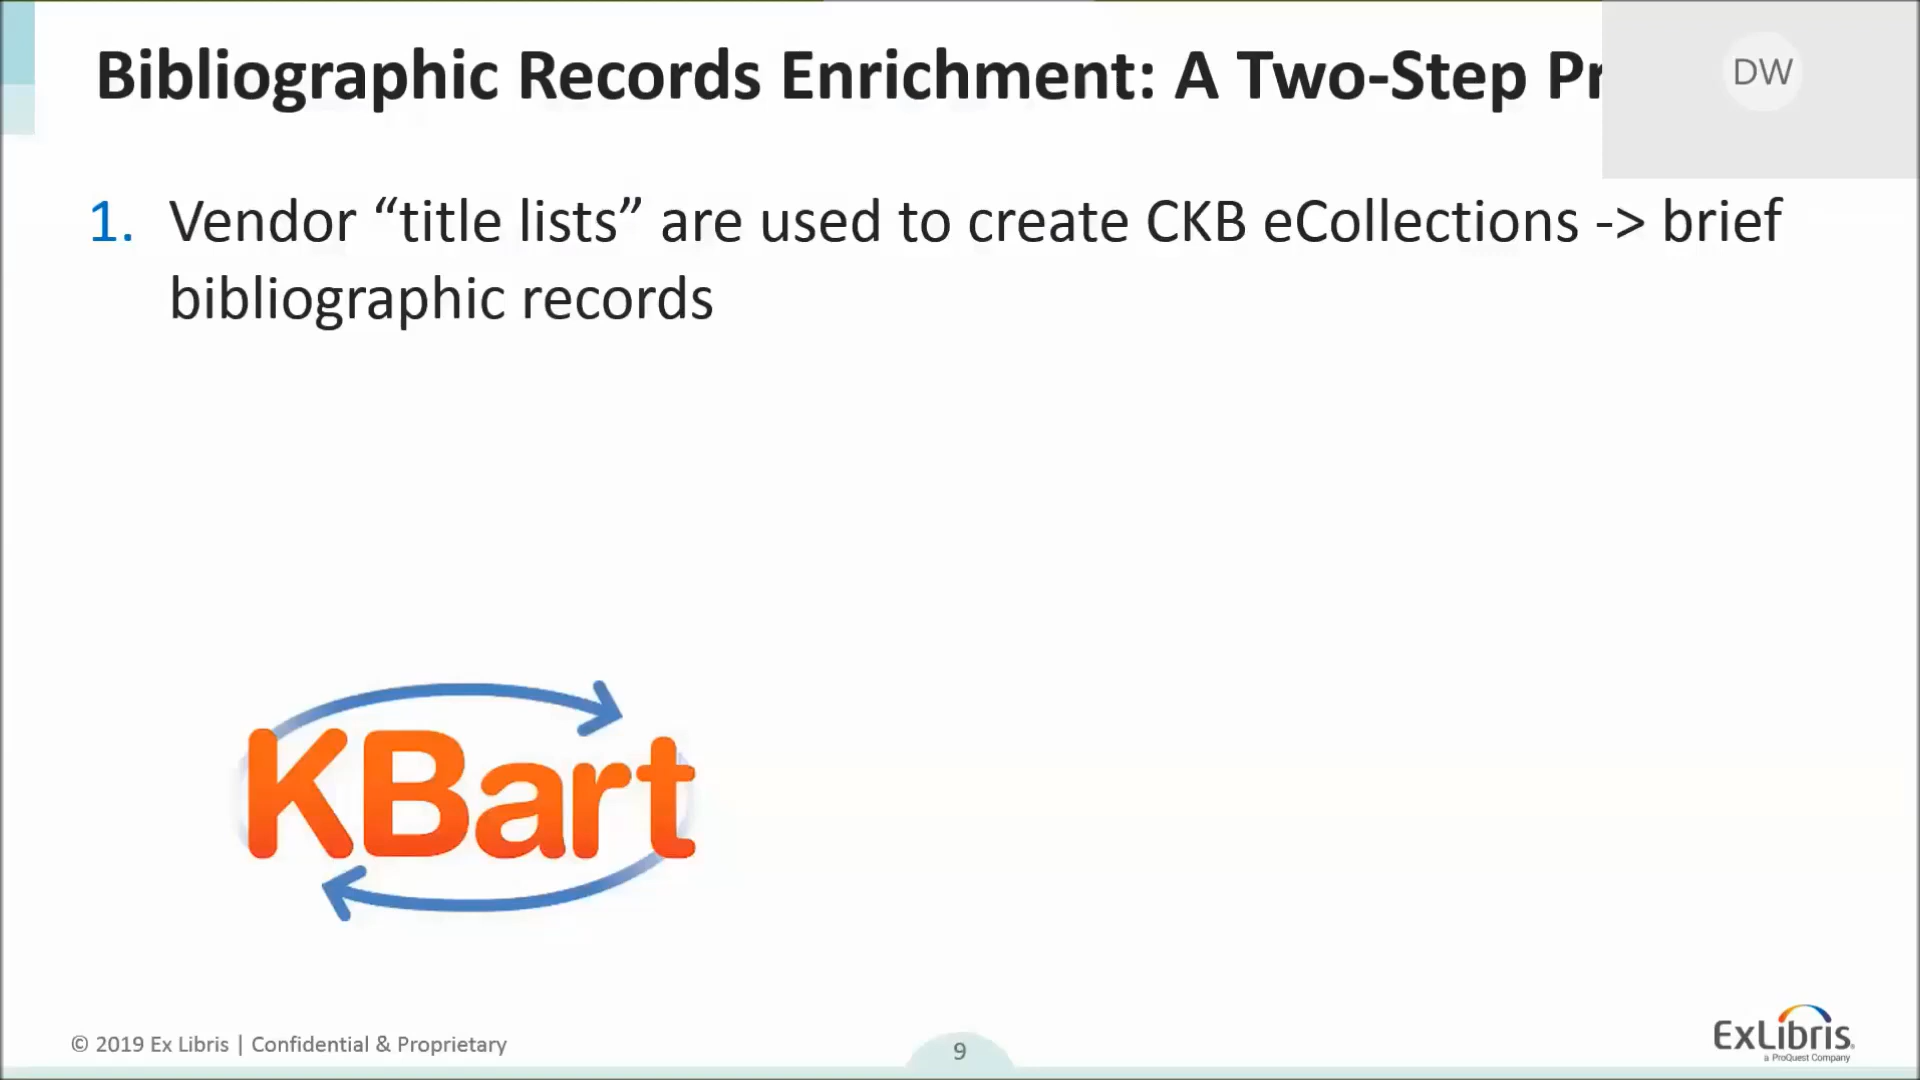 Bibliographic Records Enrichment: A Two-Step Pr
DW
1. Vendor “title lists” are used to create CKB eCollections -> brief
bibliographic records
KBart
© 2019 Ex Libris | Confidential & Proprietary
9
ExLibris
a ProQuest Company